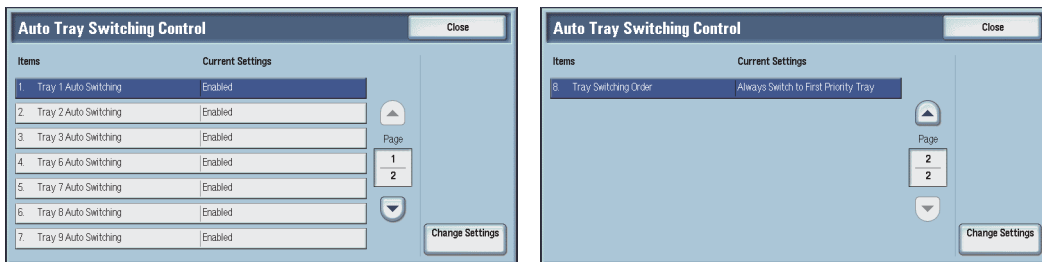 Auto Tray Switching Control
Close
Items Current Settings
1. Tray 1 Auto Switching Enabled
2. Tray 2 Auto Switching Enabled
3. Tray 3 Auto Switching Enabled
4. Tray 6 Auto Switching Enabled
5. Tray 7 Auto Switching Enabled
6. Tray 8 Auto Switching Enabled
7. Tray 9 Auto Switching Enabled
Page
1
2
Change Settings
Auto Tray Switching Control
Close
Items Current Settings
8. Tray Switching Order Always Switch to First Priority Tray
Page
2
2
Change Settings